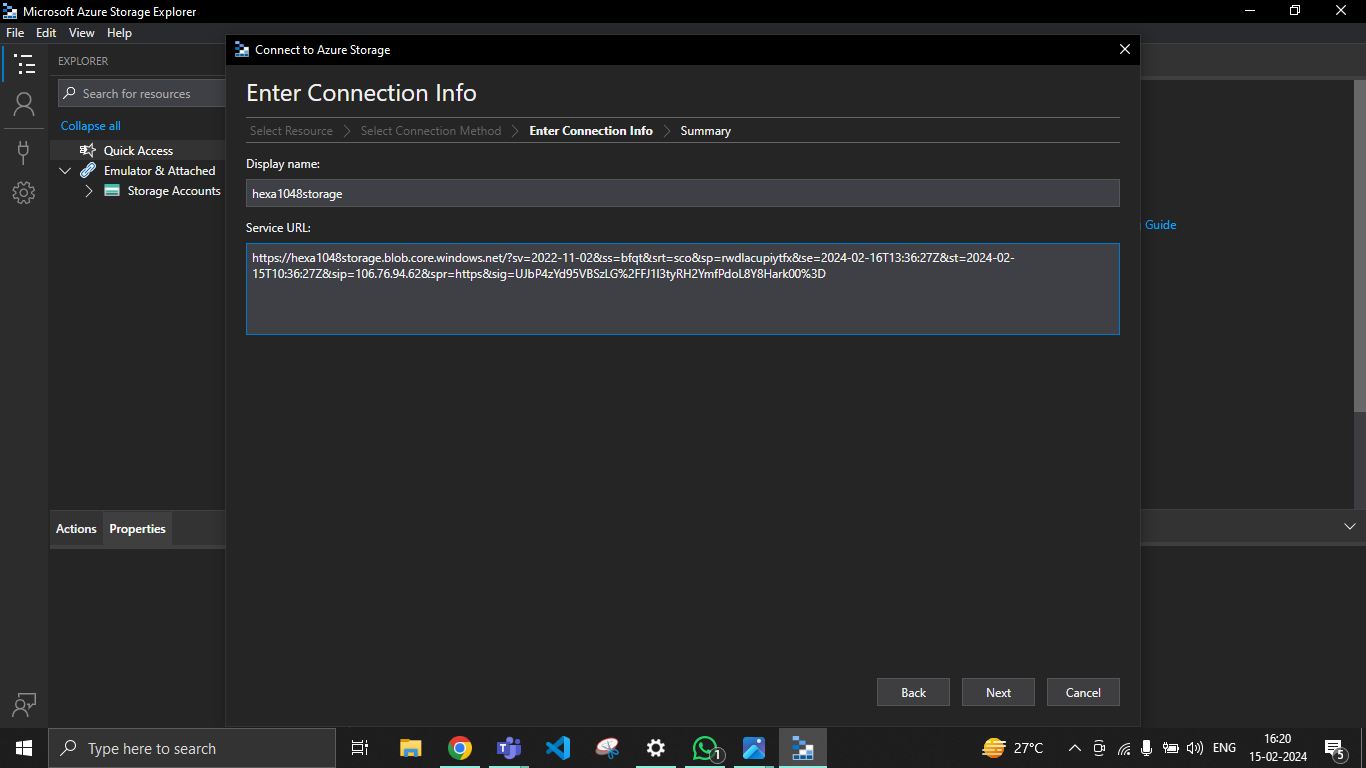 Microsoft Azure Storage Explorer
File Edit View Help
EXPLORER
Search for resources
Collapse all
Quick Access
Emulator & Attached
Storage Accounts
Actions Properties
Connect to Azure Storage
Enter Connection Info
Select Resource Select Connection Method Enter Connection Info Summary
Display name:
hexa1048storage
Service URL:
https://hexa1048storage.blob.core.windows.net/?sv=2022-11-02&ss=bfqt&srt=sco&sp=rwdlacupiytfx&se=2024-02-16T13:36:27Z&st=2024-02-
15T10:36:27Z&sip=106.76.94.62&spr=https&sig=UJbP4zYd95VBSzLG%2FFJ1I3tyRH2YmfPdoL8Y8Hark00%3D
Back Next Cancel
Guide
Type here to search
1
27°C
ENG
16:20
15-02-2024
5